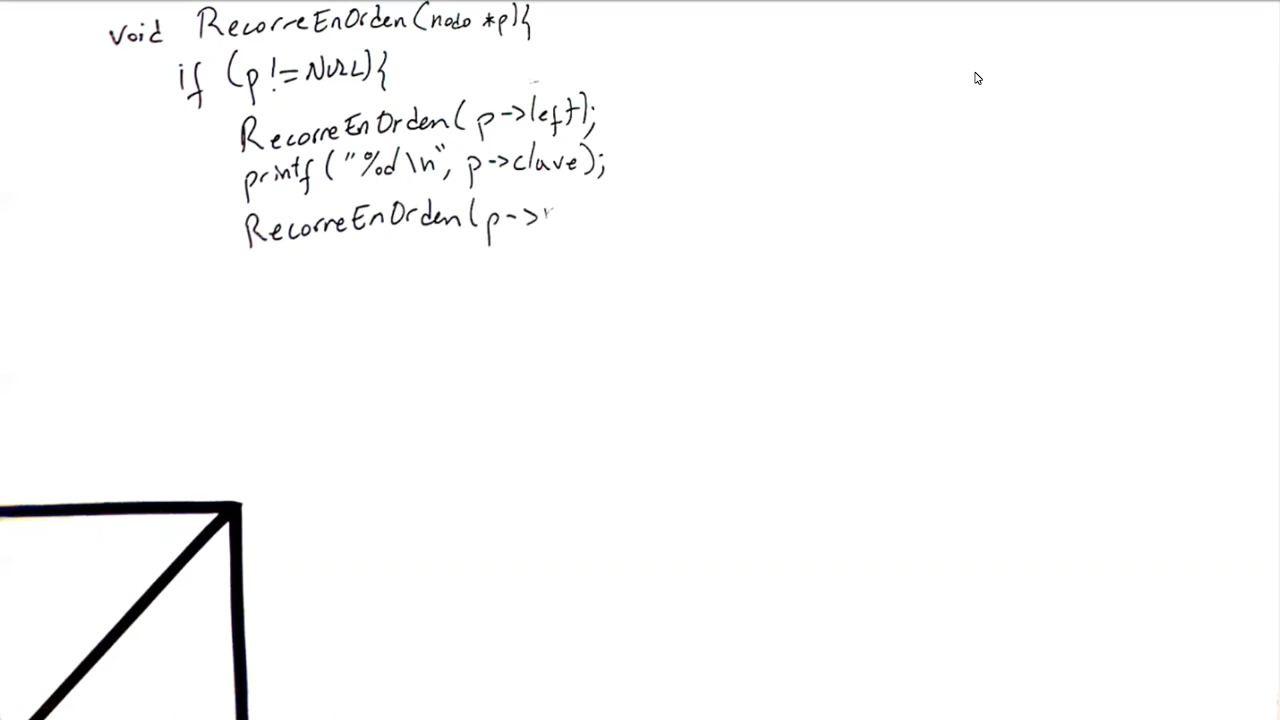 void RecorreEnOrden(nodo *p){
if (p!=NULL){
RecorreEnOrden( p->left);
printf("%d\n", p->clave);
RecorreEnOrden(p->r